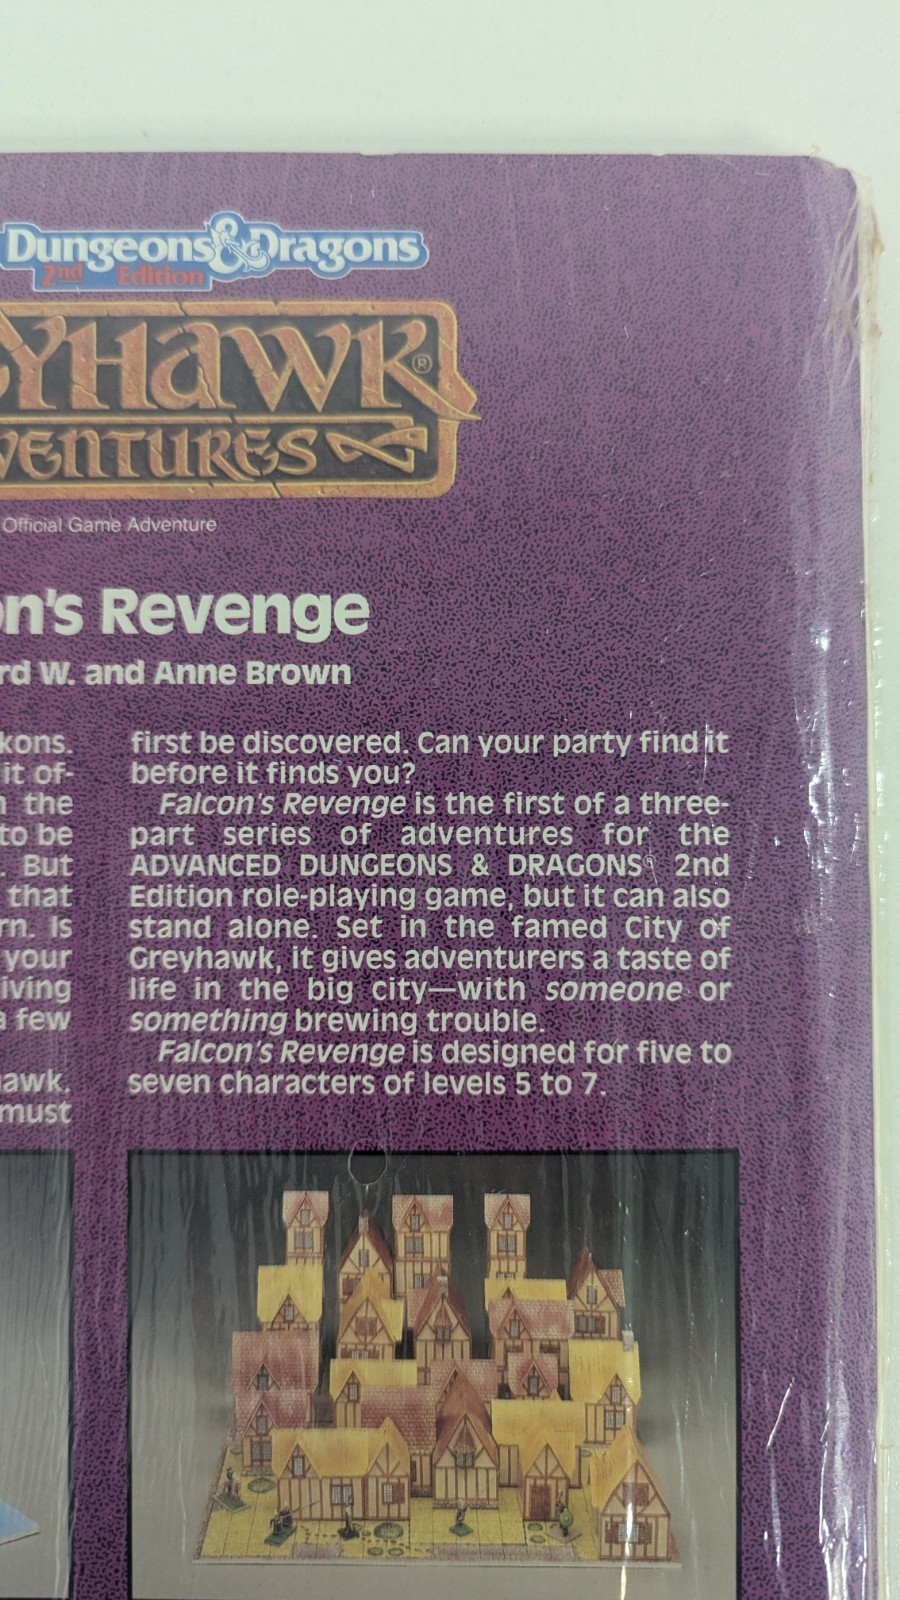 Dungeons & Dragons
2nd Edition
YHAWK®
VENTURES
Official Game Adventure
on's Revenge
rd W. and Anne Brown
kons.
it of-
the
to be
. But
that
rn. Is
your
iving
a few
awk.
must
first be discovered. Can your party find it
before it finds you?
Falcon's Revenge is the first of a three-
part series of adventures for the
ADVANCED DUNGEONS & DRAGONS® 2nd
Edition role-playing game, but it can also
stand alone. Set in the famed City of
Greyhawk, it gives adventurers a taste of
life in the big city—with someone or
something brewing trouble.
Falcon's Revenge is designed for five to
seven characters of levels 5 to 7.